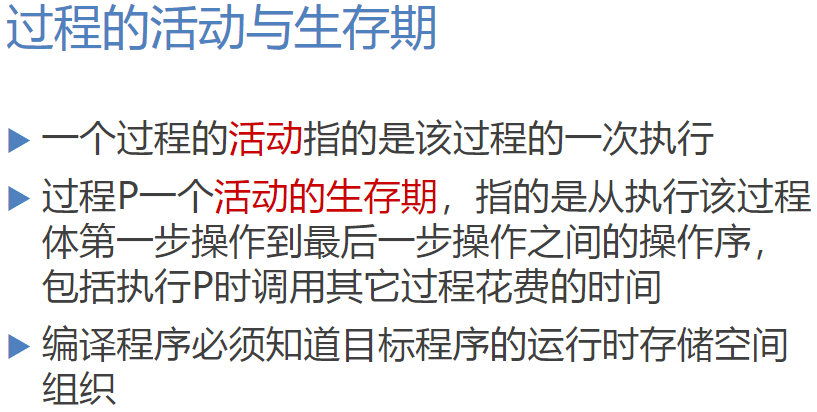 过程的活动与生存期
一个过程的活动指的是该过程的一次执行
过程P一个活动的生存期，指的是从执行该过程
体第一步操作到最后一步操作之间的操作序，
包括执行P时调用其它过程花费的时间
编译程序必须知道目标程序的运行时存储空间
组织